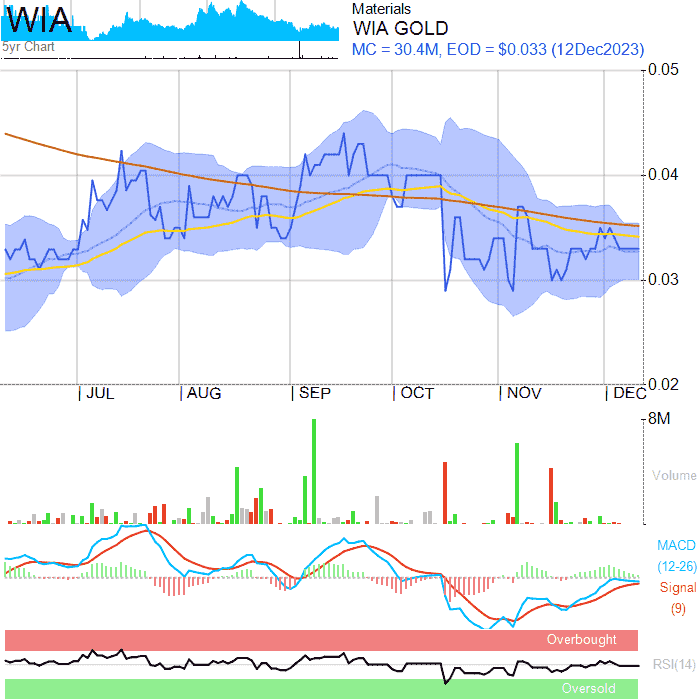 WIA
5yr Chart
Materials
WIA GOLD
MC = 30.4M, EOD = $0.033 (12Dec2023)
0.05
0.04
0.03
0.02
JUL AUG SEP OCT NOV DEC
8M
Volume
MACD
(12-26)
Signal
(9)
Overbought
RSI(14)
Oversold